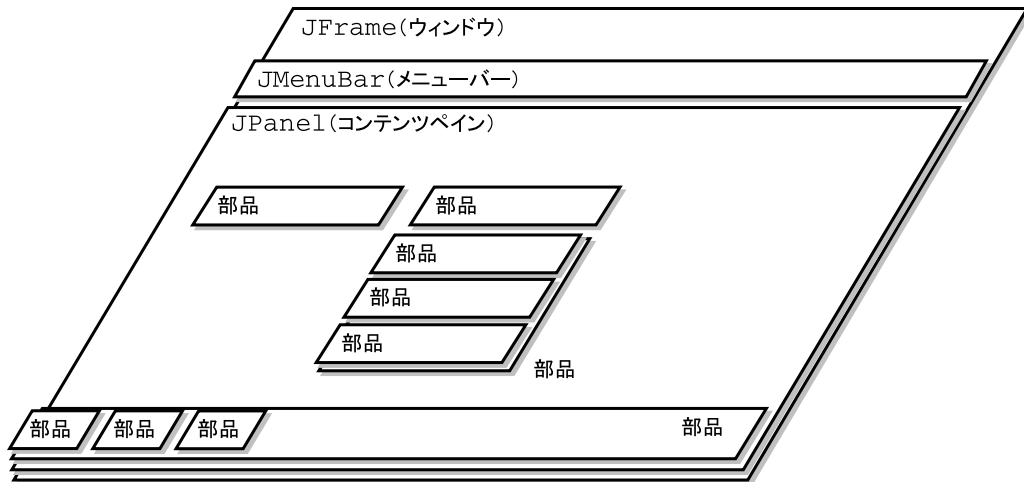 JFrame(ウィンドウ)
JMenuBar(メニューバー)
JPanel(コンテンツペイン)
部品 部品
部品
部品
部品
部品
部品 部品 部品 部品